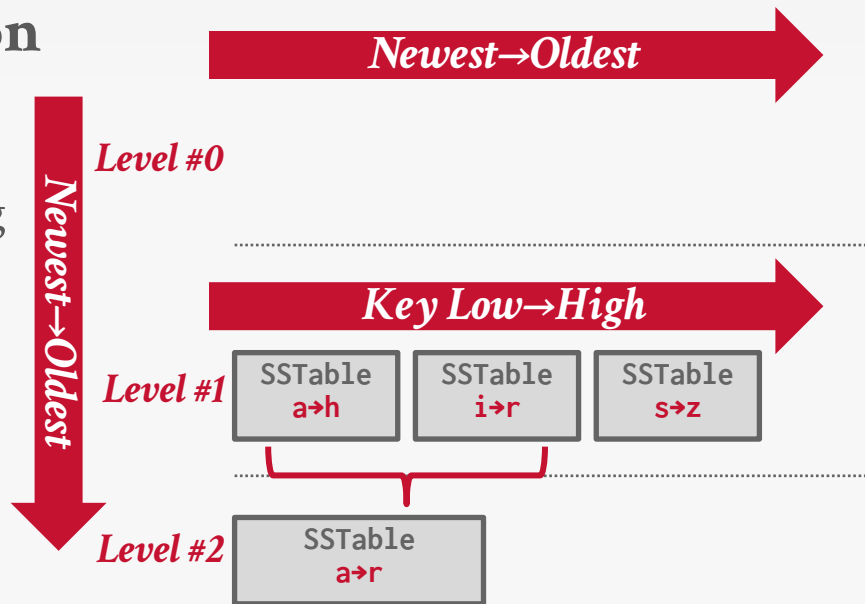 on
Newest→Oldest
Level #0
g
Newest→Oldest
Key Low→High
Level #1
SSTable
a→h
SSTable
i→r
SSTable
s→z
Level #2
SSTable
a→r